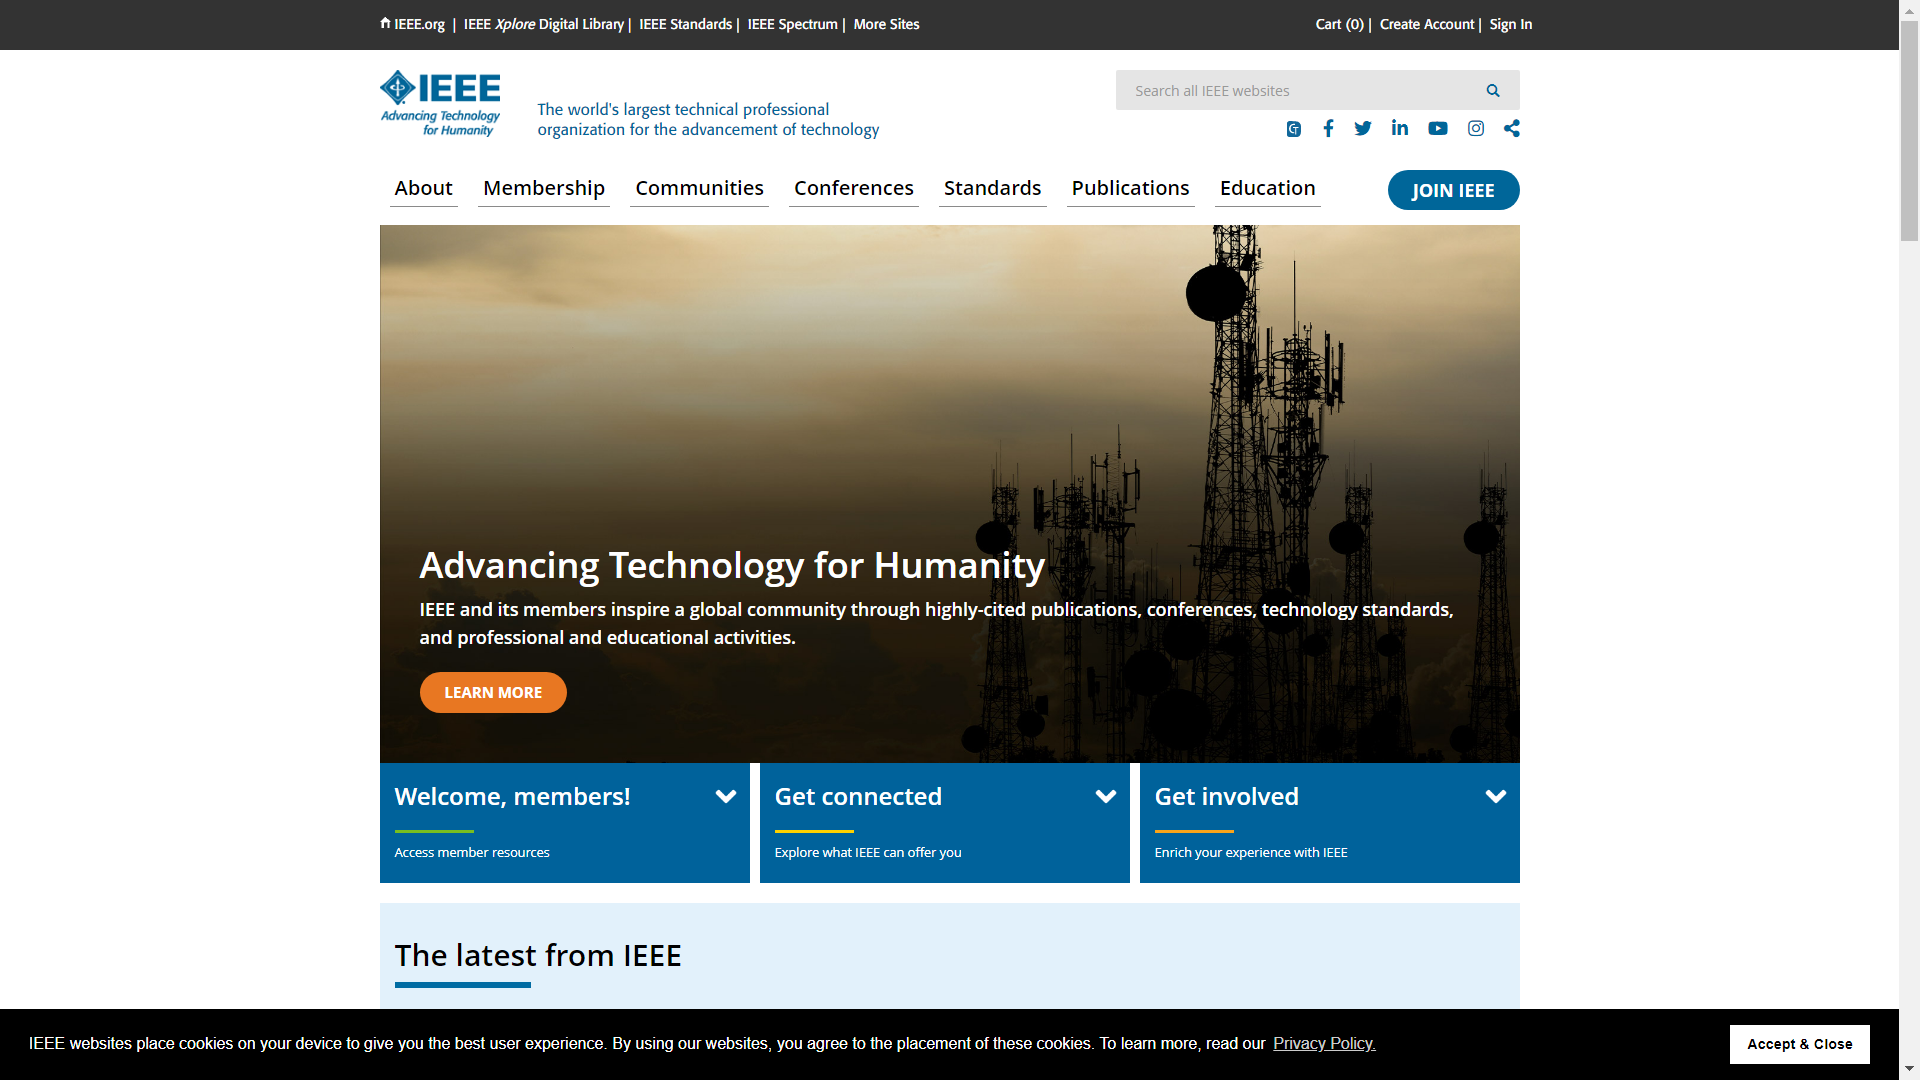 IEEE.org | IEEE Xplore Digital Library | IEEE Standards | IEEE Spectrum | More Sites
Cart (0) | Create Account | Sign In
IEEE
Advancing Technology
for Humanity
The world's largest technical professional
organization for the advancement of technology
Search all IEEE websites
About
Membership
Communities
Conferences
Standards
Publications
Education
JOIN IEEE
Advancing Technology for Humanity
IEEE and its members inspire a global community through highly-cited publications, conferences, technology standards,
and professional and educational activities.
LEARN MORE
Welcome, members!
Access member resources
Get connected
Explore what IEEE can offer you
Get involved
Enrich your experience with IEEE
The latest from IEEE
IEEE websites place cookies on your device to give you the best user experience. By using our websites, you agree to the placement of these cookies. To learn more, read our Privacy Policy.
Accept & Close